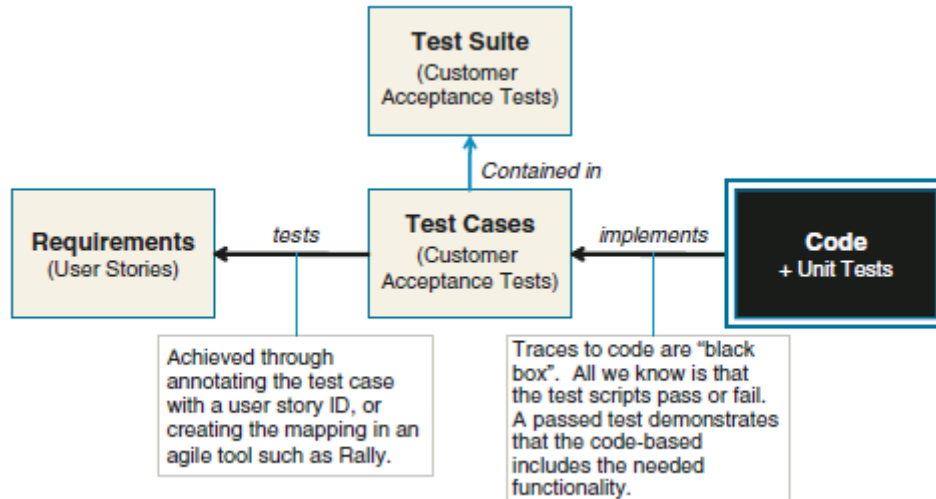 Test Suite
(Customer
Acceptance Tests)
Contained in
Requirements
(User Stories)
tests
Test Cases
(Customer
Acceptance Tests)
implements
Code
+ Unit Tests
Achieved through
annotating the test case
with a user story ID, or
creating the mapping in an
agile tool such as Rally.
Traces to code are “black
box”.  All we know is that
the test scripts pass or fail.
A passed test demonstrates
that the code-based
includes the needed
functionality.